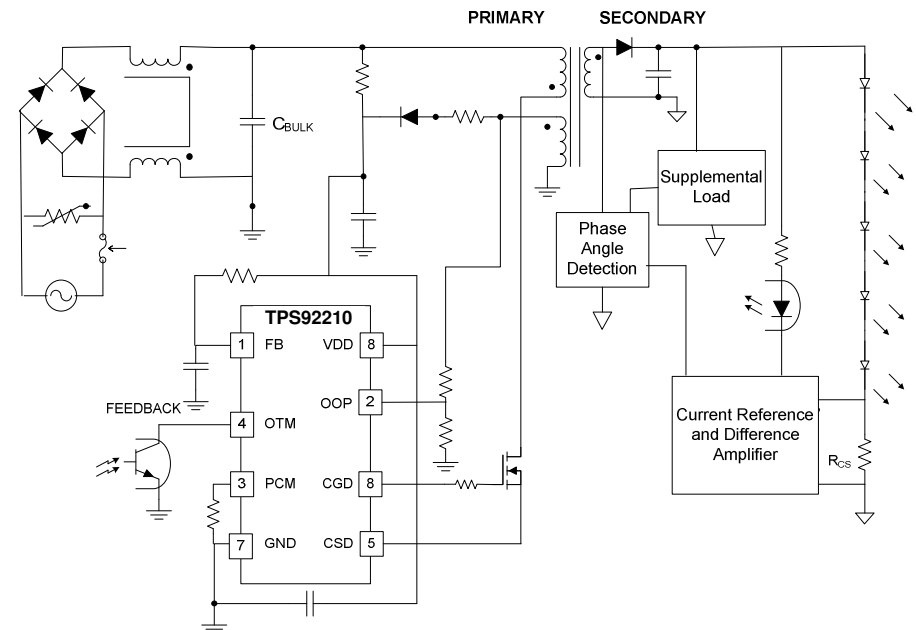 PRIMARY SECONDARY
CBULK
Supplemental
Load
Phase
Angle
Detection
TPS92210
1 FB VDD 8
OOP 2
FEEDBACK
4 OTM
Current Reference
and Difference
Amplifier
RCS
3 PCM CGD 8
7 GND CSD 5